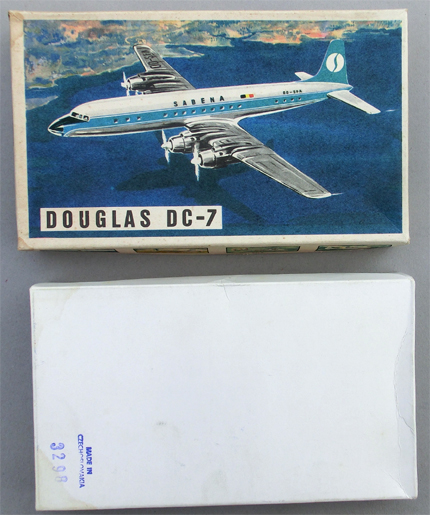 SABENA
DOUGLAS DC-7
MADE IN
CZECHOSLOVAKIA
3298